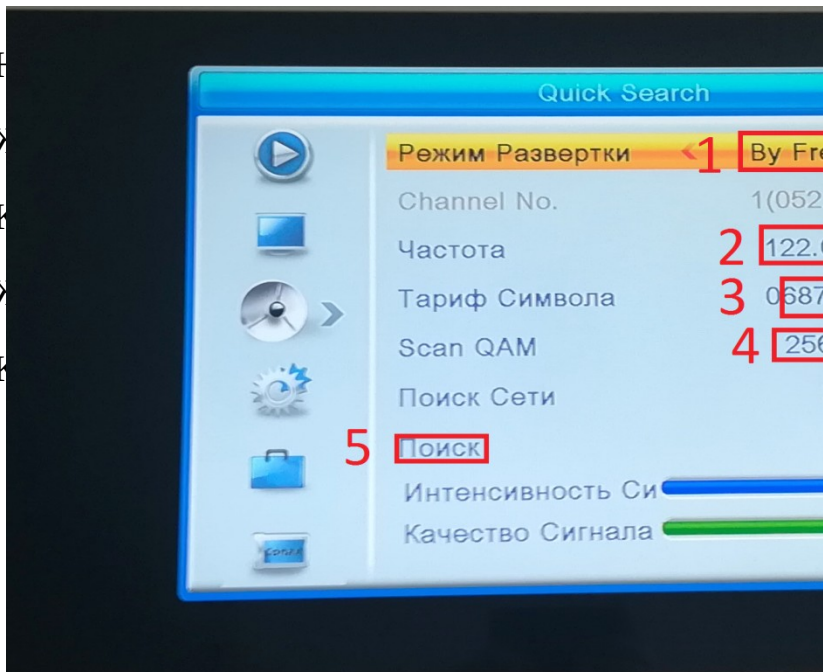 Quick Search
Режим Развертки 1 By Fre
Channel No. 1(052
Частота 2 122.
Тариф Символа 3 0687
Scan QAM 4 256
Поиск Сети
5 Поиск
Интенсивность Си
Качество Сигнала